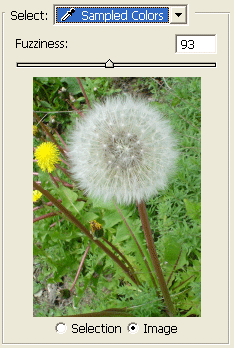 Select: Sampled Colors
Fuzziness: 93
Selection Image